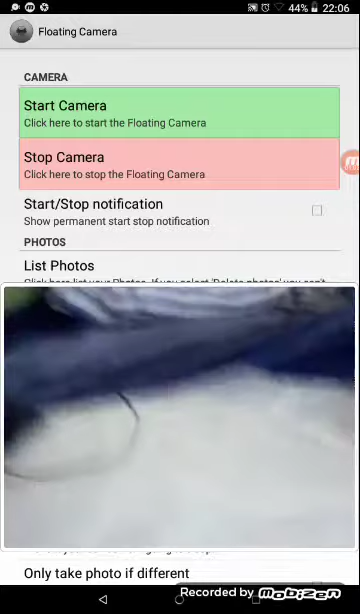 44% 22:06
Floating Camera
CAMERA
Start Camera
Click here to start the Floating Camera
Stop Camera
Click here to stop the Floating Camera
Start/Stop notification
Show permanent start stop notification
PHOTOS
List Photos
Only take photo if different
Recorded by mobizen